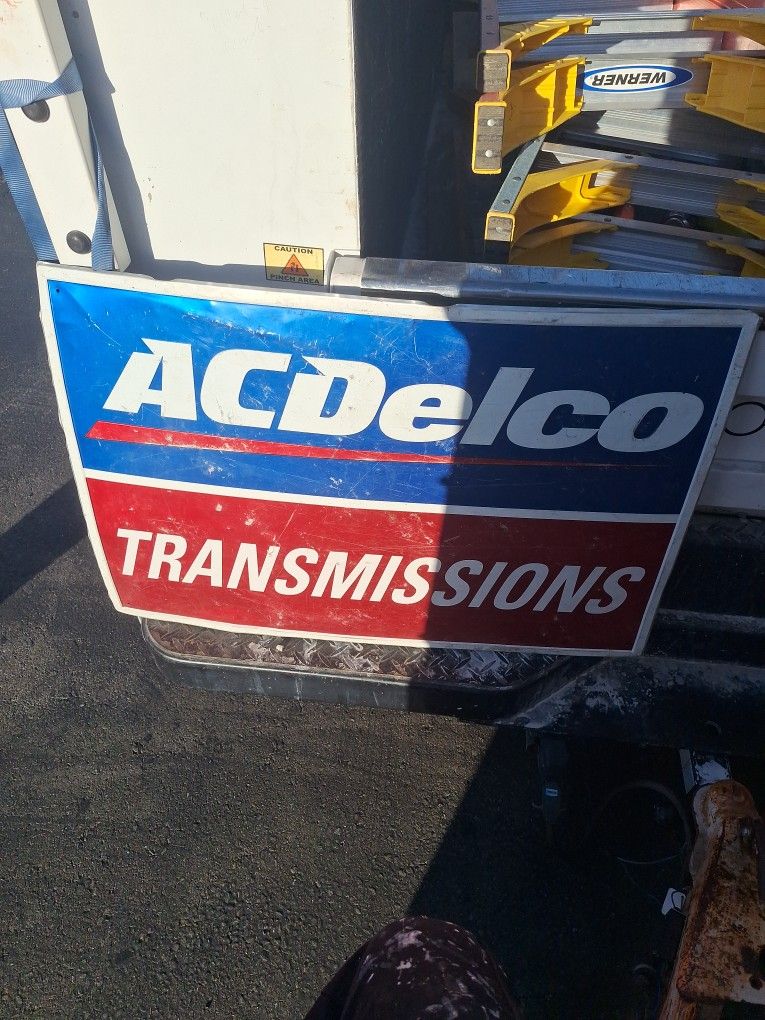 WERNER
CAUTION
PINCH AREA
ACDelco
TRANSMISSIONS